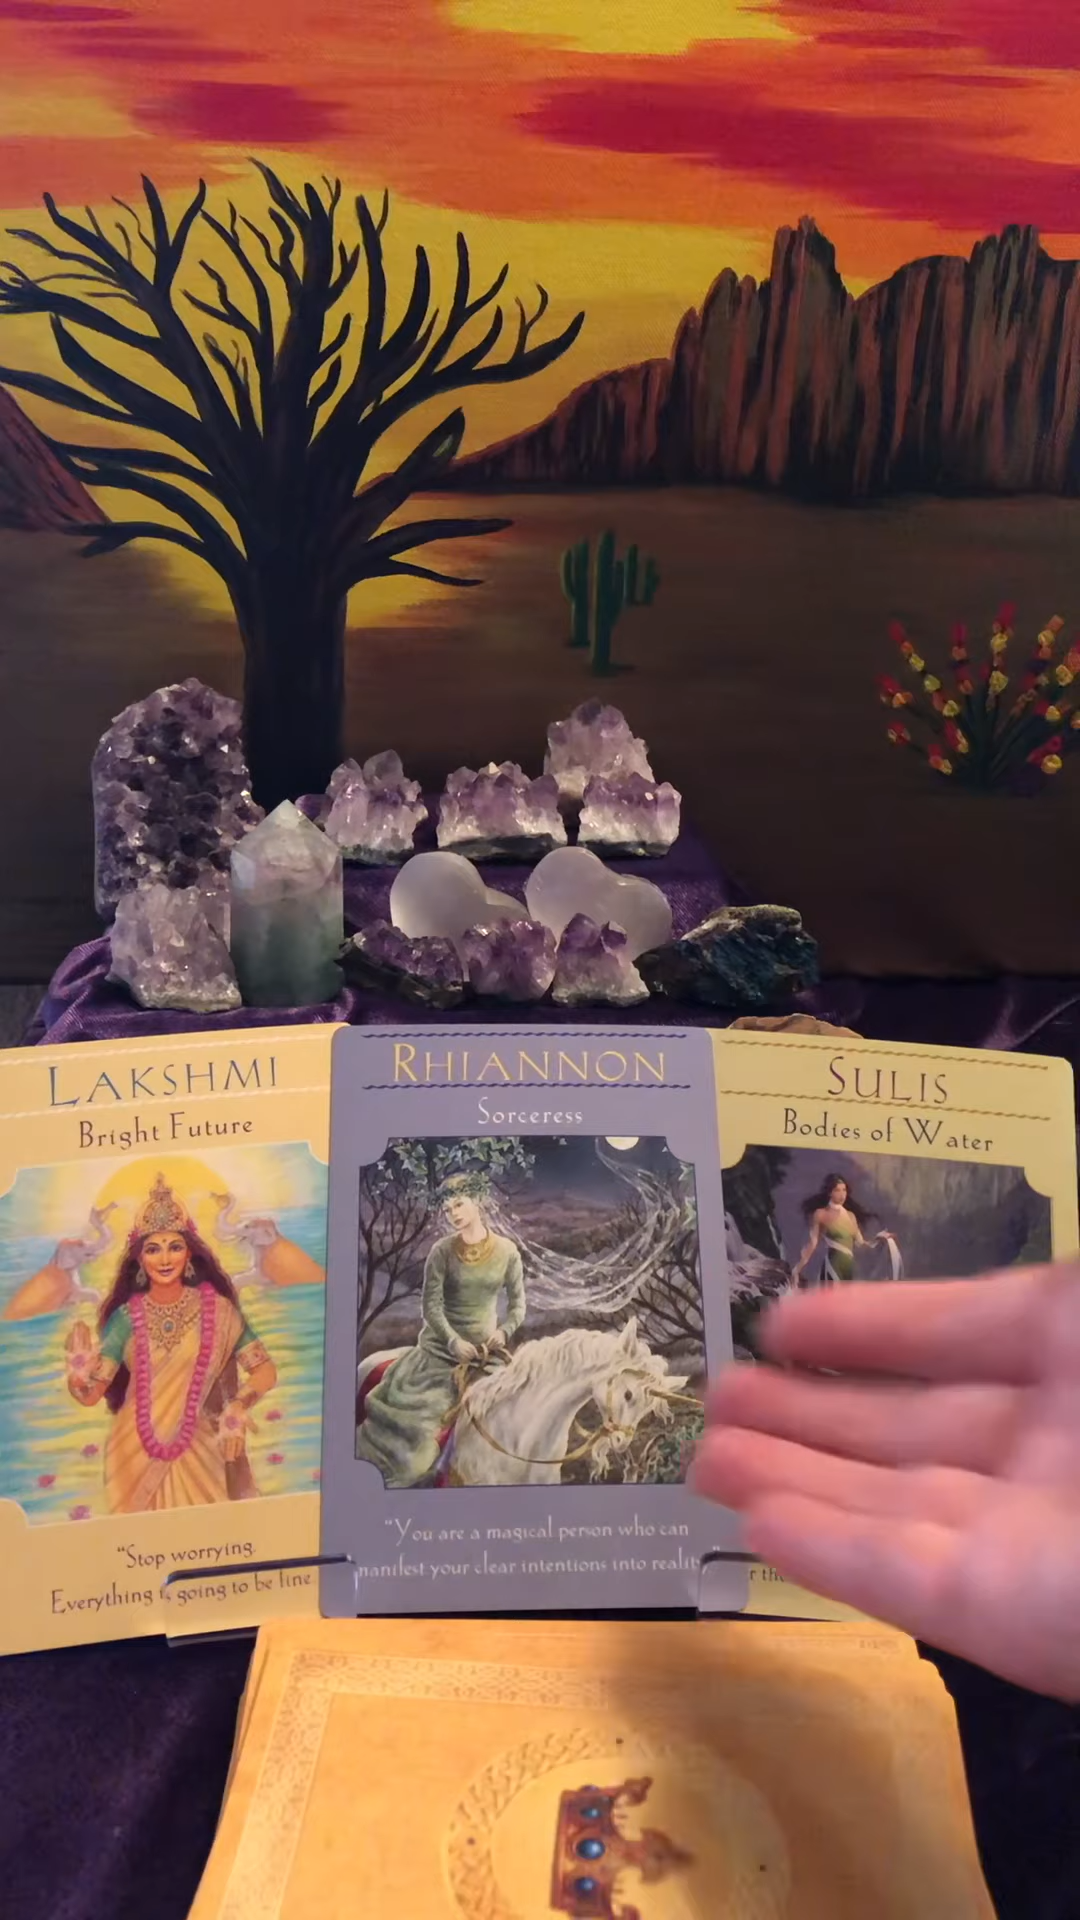 LAKSHMI
Bright Future
"Stop worrying.
Everything is going to be fine
RHIANNON
Sorceress
"You are a magical person who can
manifest your clear intentions into reality."
SULIS
Bodies of Water